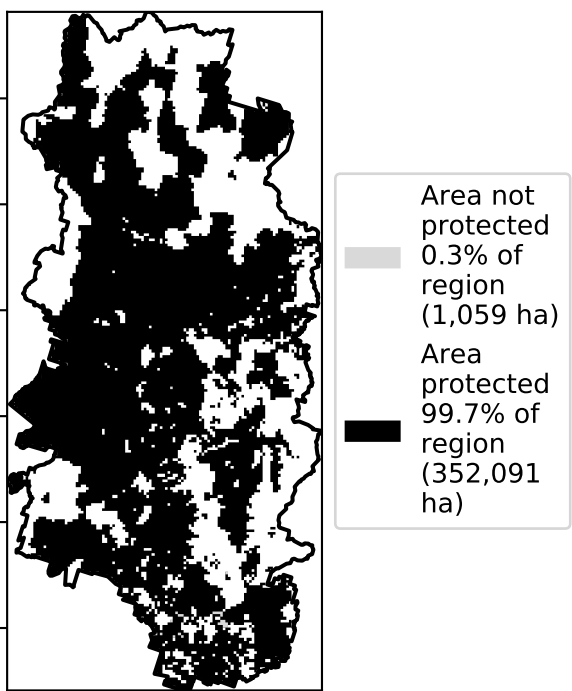 Area not
protected
0.3% of
region
(1,059 ha)
Area
protected
99.7% of
region
(352,091
ha)